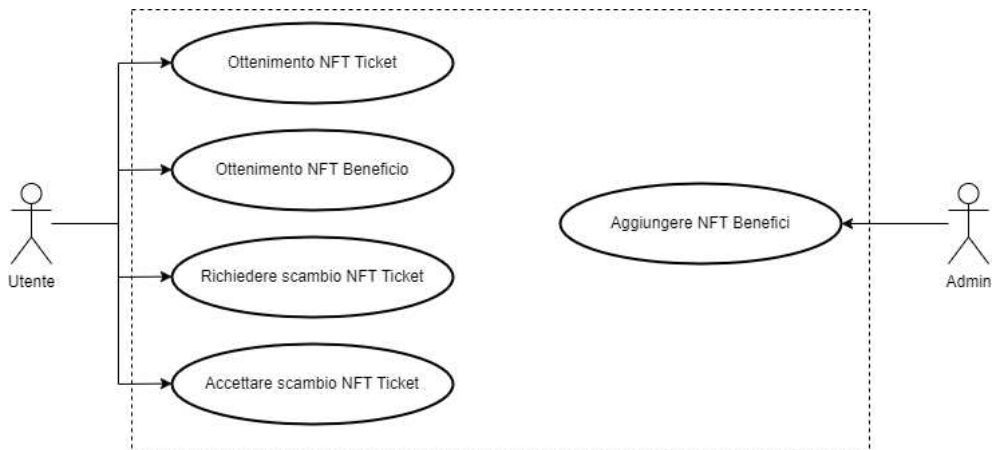 Ottenimento NFT Ticket
Ottenimento NFT Beneficio
Aggiungere NFT Benefici
Utente
Richiedere scambio NFT Ticket
Admin
Accettare scambio NFT Ticket